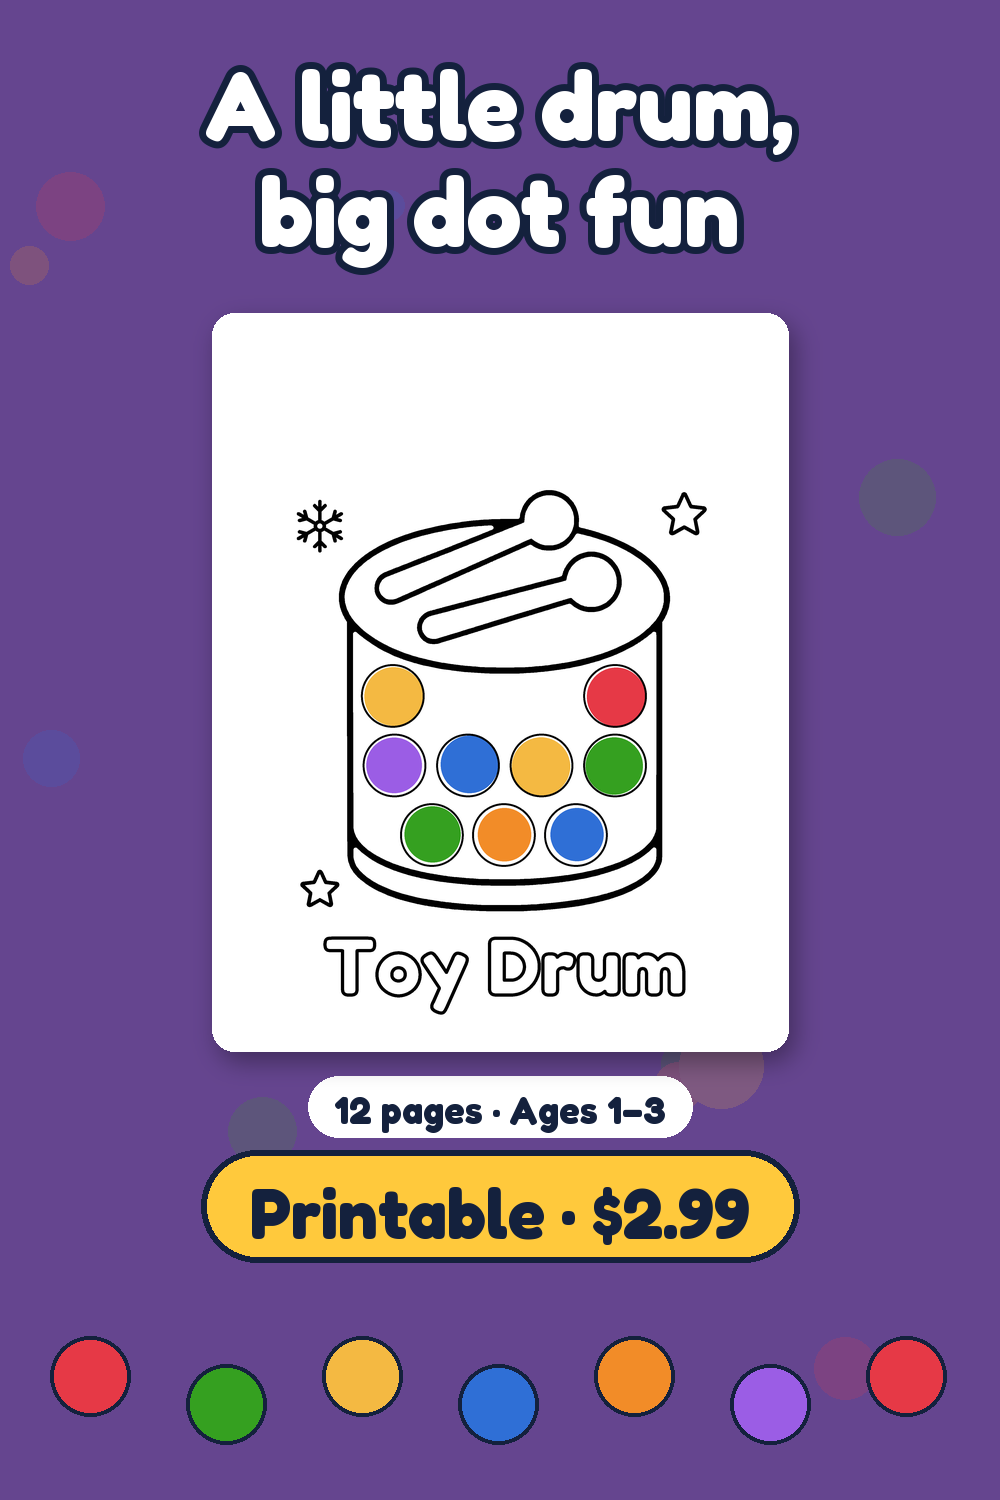 A little drum,
big dot fun
Toy Drum
12 pages · Ages 1–3
Printable · $2.99